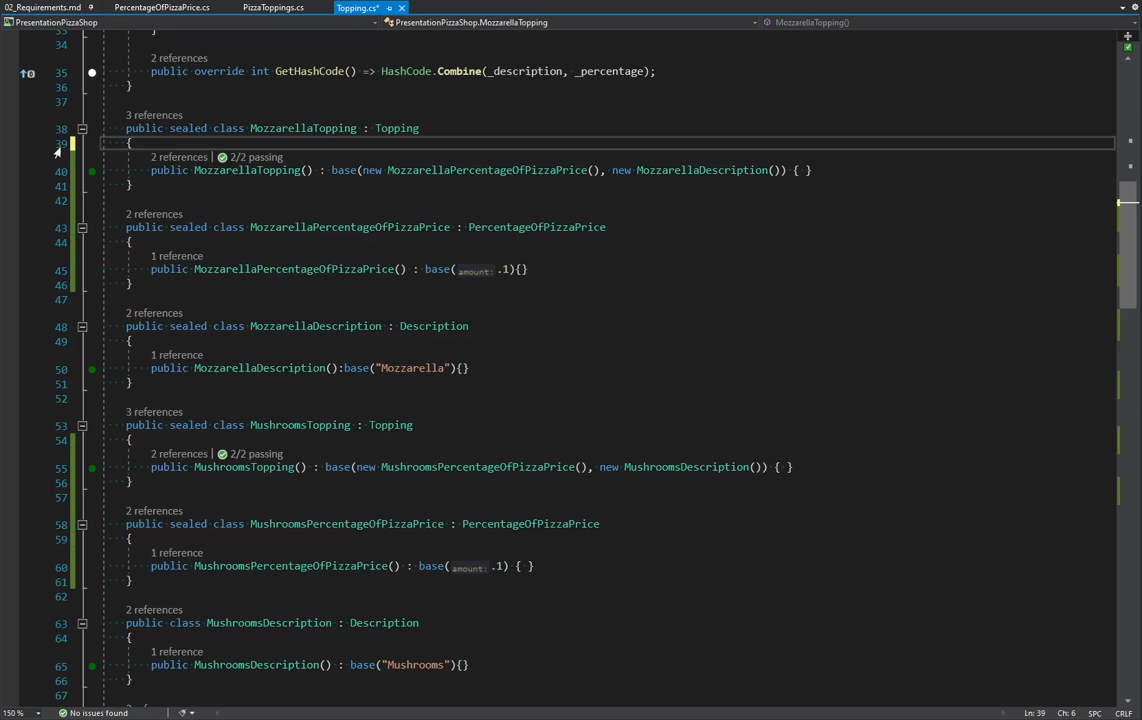 02_Requirements.md PercentageOfPizzaPrice.cs PizzaToppings.cs Topping.cs*
PresentationPizzaShop PresentationPizzaShop.MozzarellaTopping MozzarellaTopping()
33 }
34
2 references
35 public override int GetHashCode() => HashCode.Combine(_description, _percentage);
36 }
37
3 references
38 public sealed class MozzarellaTopping : Topping
39 {
2 references | 2/2 passing
40 public MozzarellaTopping() : base(new MozzarellaPercentageOfPizzaPrice(), new MozzarellaDescription()) { }
41 }
42
2 references
43 public sealed class MozzarellaPercentageOfPizzaPrice : PercentageOfPizzaPrice
44 {
1 reference
45 public MozzarellaPercentageOfPizzaPrice() : base(amount: .1){}
46 }
47
2 references
48 public sealed class MozzarellaDescription : Description
49 {
1 reference
50 public MozzarellaDescription():base("Mozzarella"){}
51 }
52
3 references
53 public sealed class MushroomsTopping : Topping
54 {
2 references | 2/2 passing
55 public MushroomsTopping() : base(new MushroomsPercentageOfPizzaPrice(), new MushroomsDescription()) { }
56 }
57
2 references
58 public sealed class MushroomsPercentageOfPizzaPrice : PercentageOfPizzaPrice
59 {
1 reference
60 public MushroomsPercentageOfPizzaPrice() : base(amount: .1) { }
61 }
62
2 references
63 public class MushroomsDescription : Description
64 {
1 reference
65 public MushroomsDescription() : base("Mushrooms"){}
66 }
67
150 % No issues found Ln: 39 Ch: 6 SPC CRLF